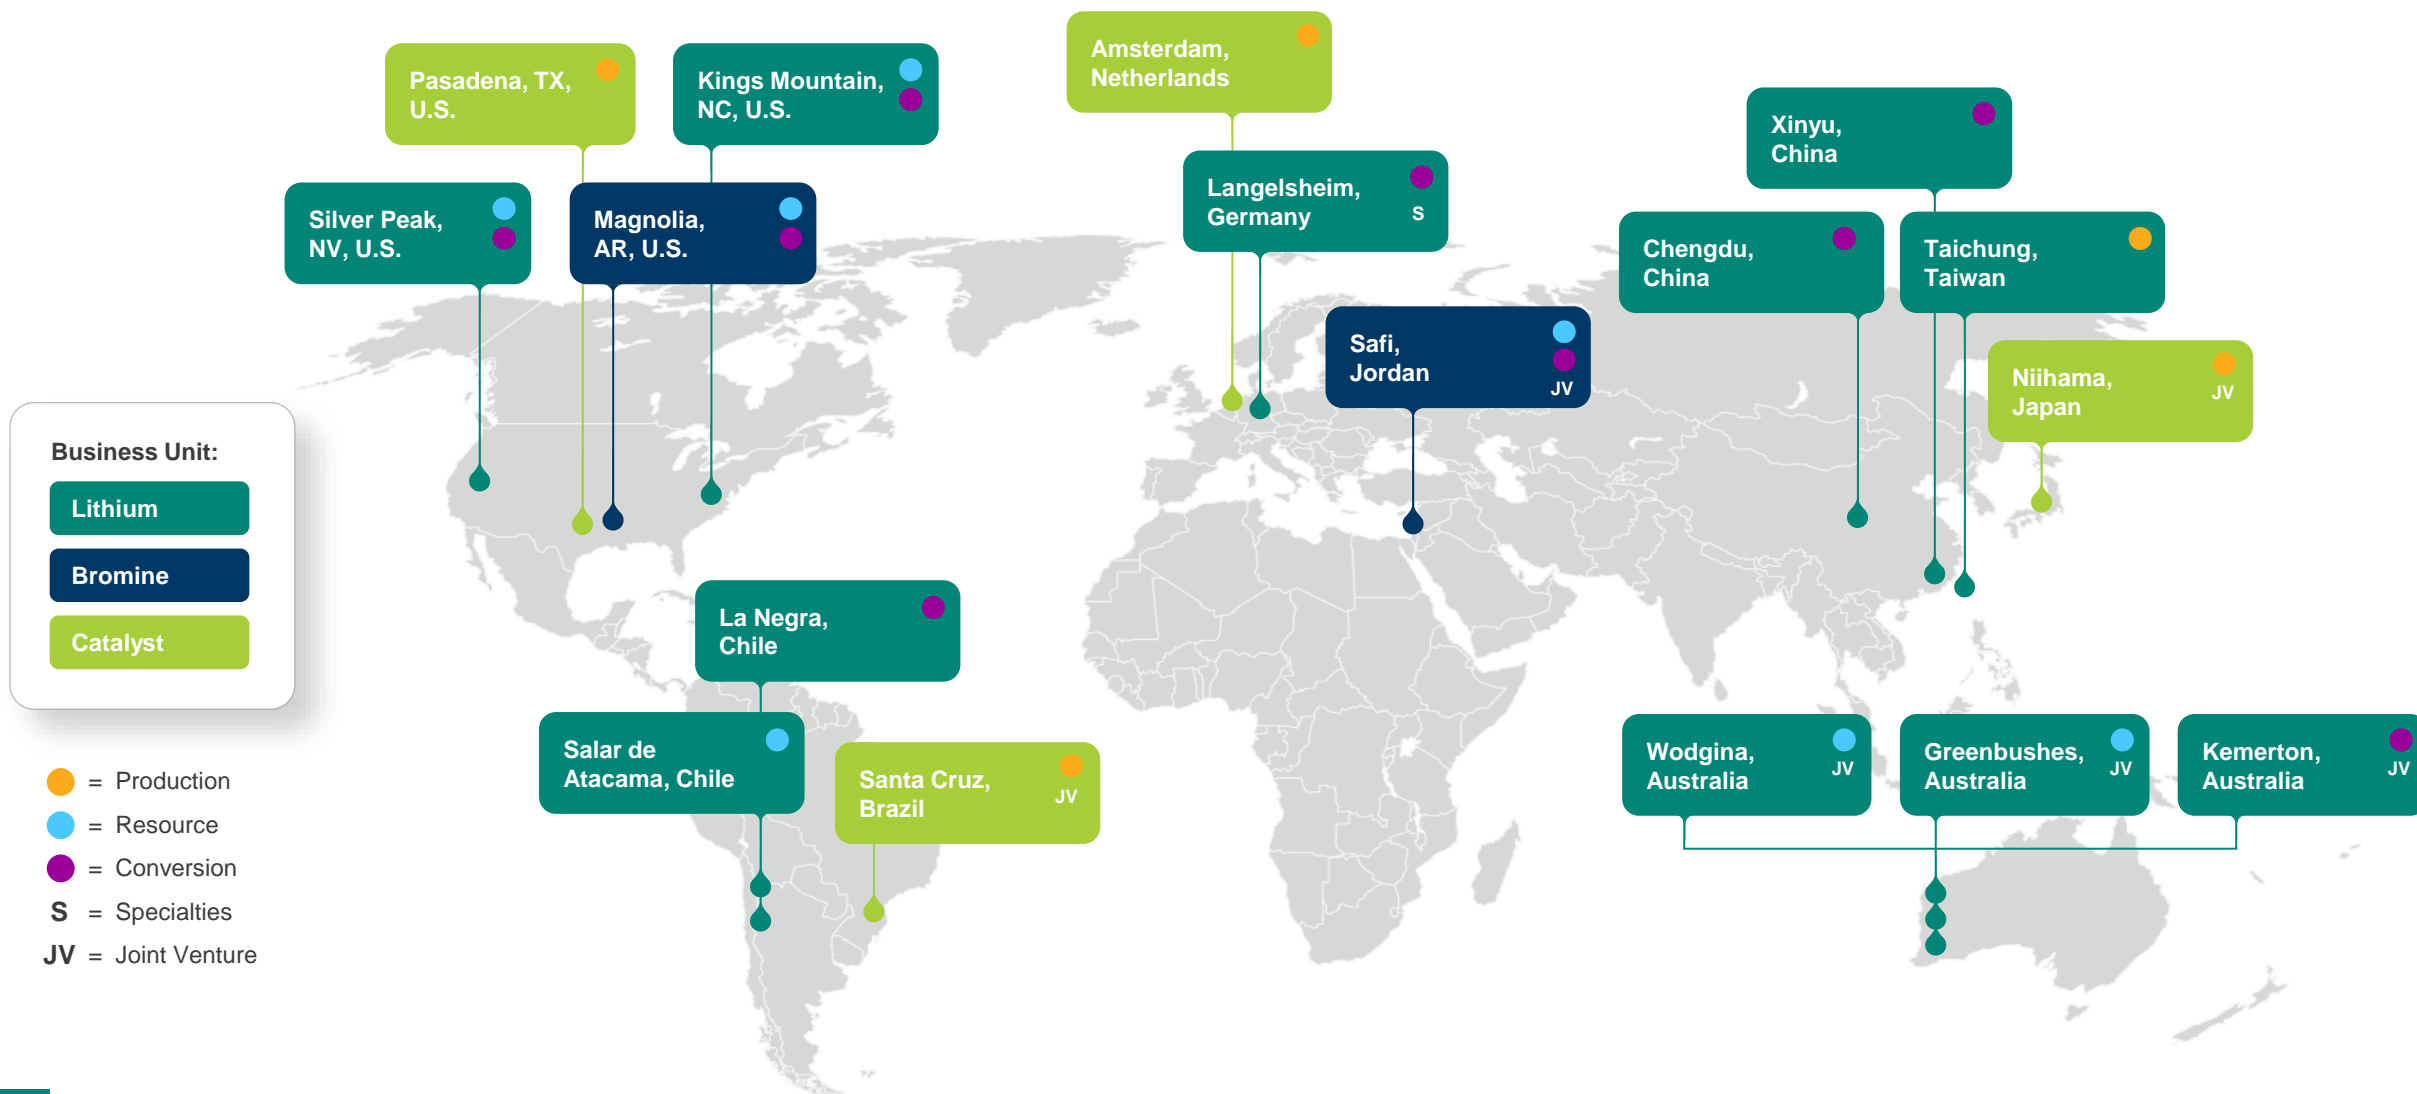 Amsterdam,
Netherlands
Pasadena, TX,
U.S.
Kings Mountain,
NC, U.S.
Xinyu,
China
Silver Peak,
NV, U.S.
Magnolia,
AR, U.S.
Langelsheim,
Germany
S
Chengdu,
China
Taichung,
Taiwan
Safi,
Jordan
JV
Niihama,
Japan
JV
Business Unit:
Lithium
Bromine
Catalyst
La Negra,
Chile
Salar de
Atacama, Chile
Santa Cruz,
Brazil
JV
Wodgina,
Australia
JV
Greenbushes,
Australia
JV
Kemerton,
Australia
JV
= Production
= Resource
= Conversion
S = Specialties
JV = Joint Venture